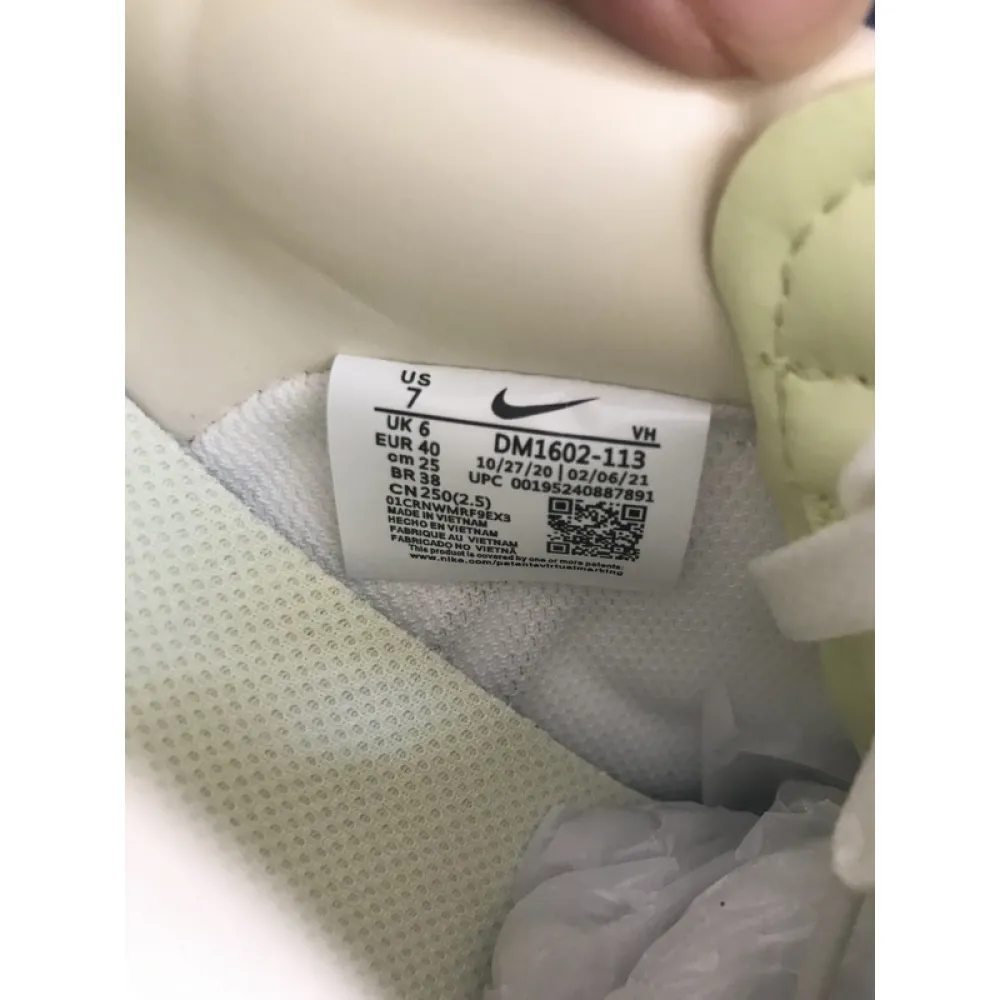 US
7
VH
UK 6
EUR 40
cm 25
BR 38
CN 250(2.5)
DM1602-113
10/27/20 | 02/06/21
UPC 00195240887891
01CRNWMRF9EX3
MADE IN VIETNAM
HECHO EN VIETNAM
FABRIQUE AU VIETNAM
FABRICADO NO VIETNÃ
This product is covered by one or more patents:
www.nike.com/patentsvirtualmarking